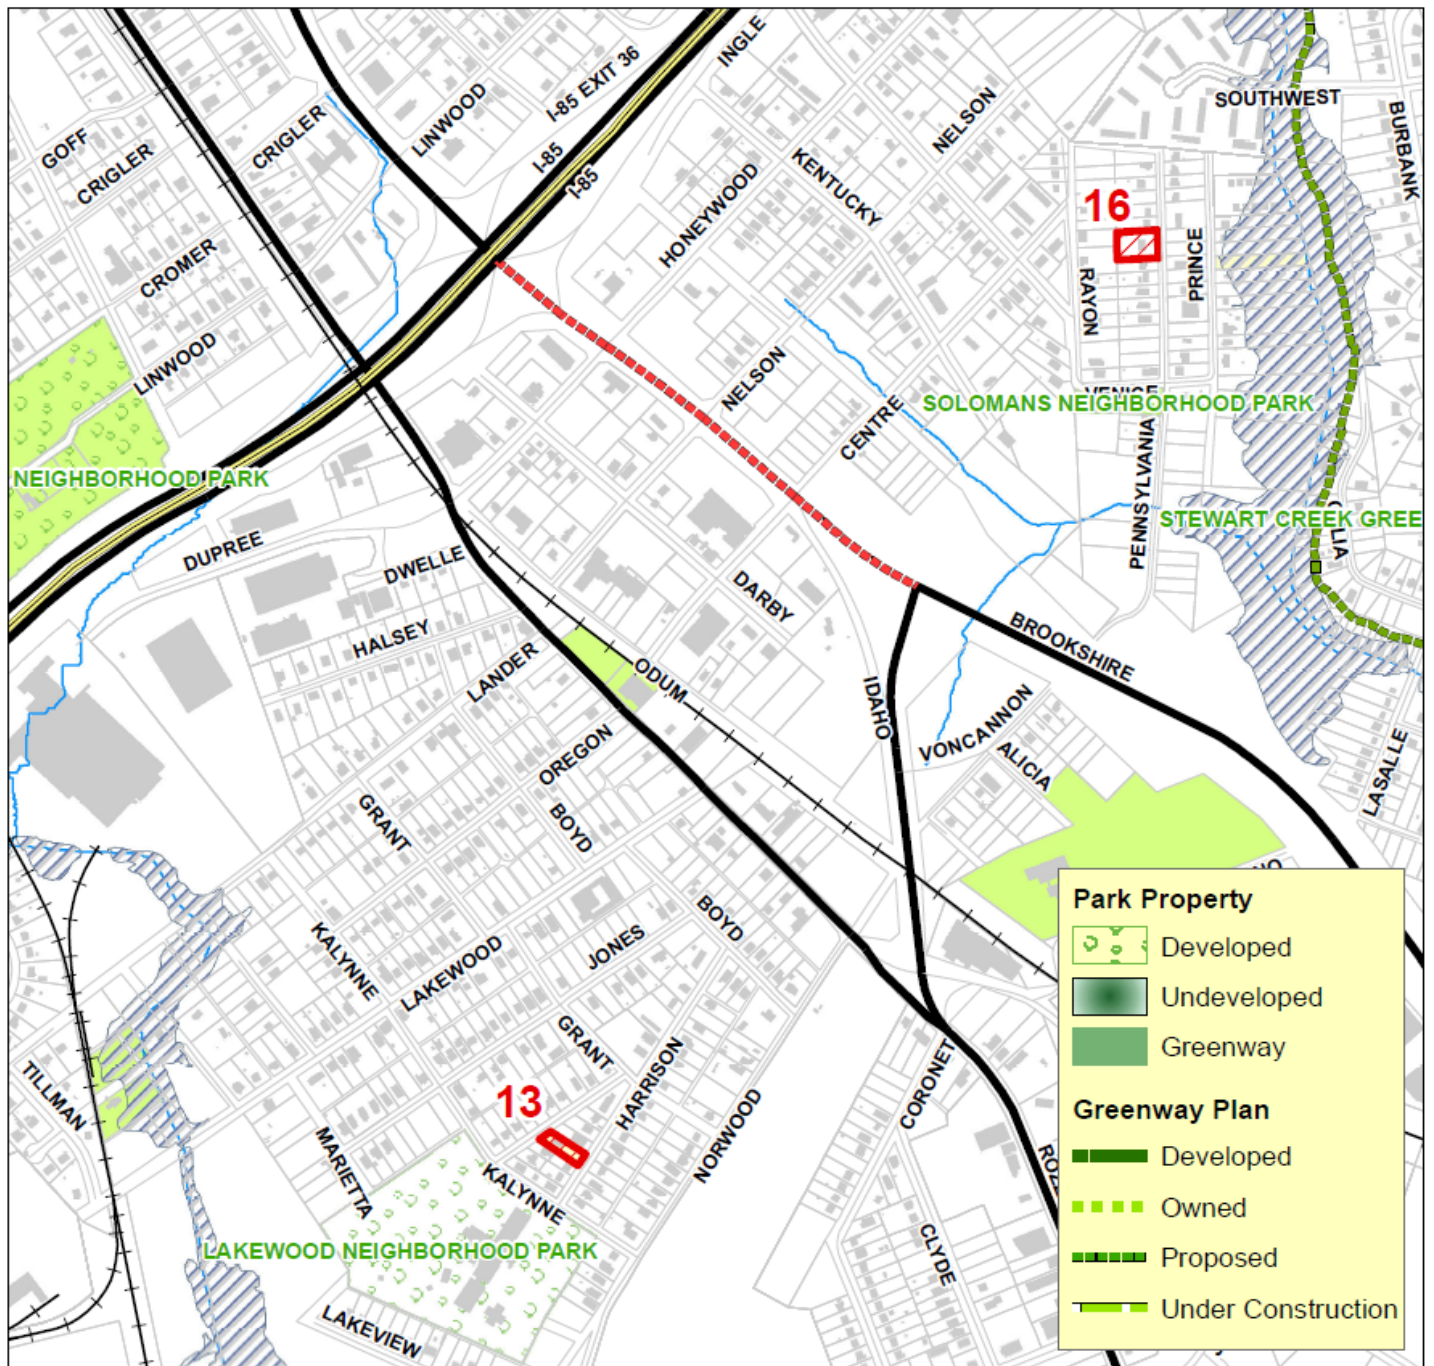 INGLE
I-85 EXIT 36
LINWOOD
I-85
I-85
SOUTHWEST
BURBANK
NELSON
GOFF
CRIGLER
CRIGLER
KENTUCKY
HONEYWOOD
16
RAYON
PRINCE
CROMER
LINWOOD
NELSON
VENICE
SOLOMANS NEIGHBORHOOD PARK
CENTRE
PENNSYLVANIA
NEIGHBORHOOD PARK
STEWART CREEK GREE
DUPREE
DWELLE
DARBY
HALSEY
LANDER
ODUM
BROOKSHIRE
IDAHO
VONCANNON
ALICIA
OREGON
LASALLE
GRANT
BOYD
KALYNNE
LAKEWOOD
JONES
BOYD
GRANT
HARRISON
NORWOOD
CORONET
TILLMAN
13
MARIETTA
KALYNNE
LAKEWOOD NEIGHBORHOOD PARK
CLYDE
LAKEVIEW
Park Property
Developed
Undeveloped
Greenway
Greenway Plan
Developed
Owned
Proposed
Under Construction